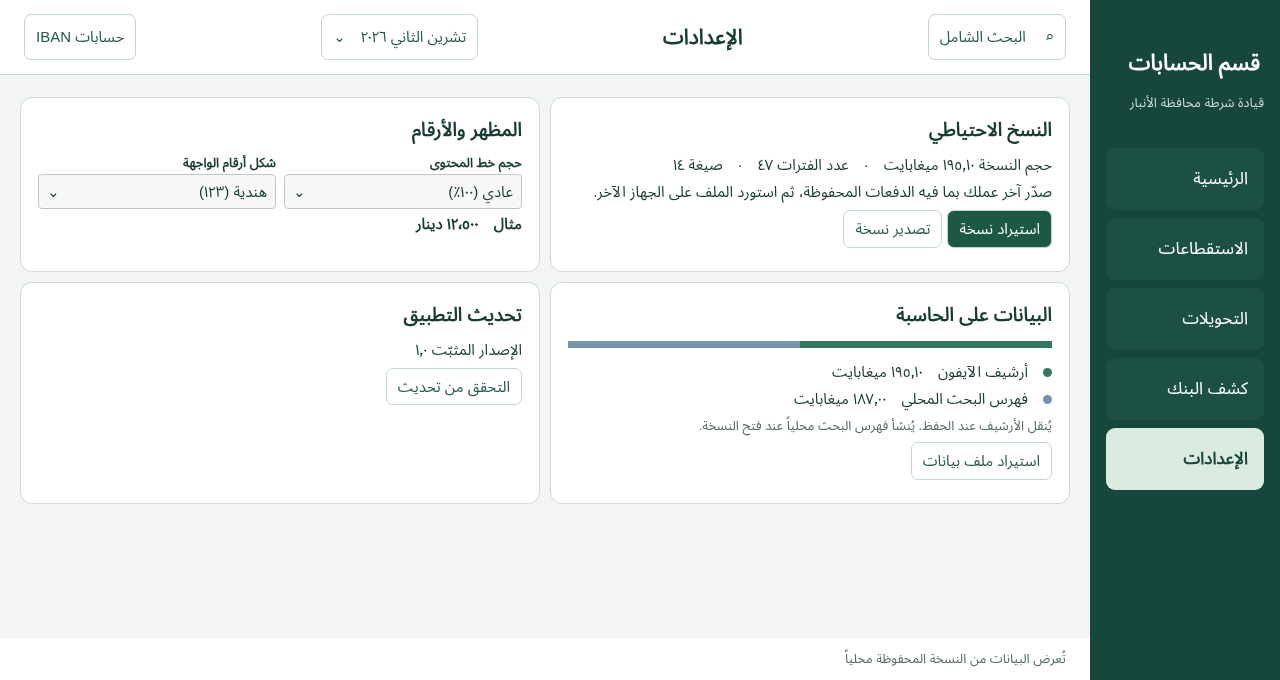 قسم الحسابات
قيادة شرطة محافظة الأنبار
الرئيسية
الاستقطاعات
التحويلات
كشف البنك
الإعدادات
البحث الشامل
الإعدادات
تشرين الثاني ٢٠٢٦
حسابات IBAN
النسخ الاحتياطي
حجم النسخة ١٩٥,١٠ ميغابايت · عدد الفترات ٤٧ · صيغة ١٤
صدّر آخر عملك بما فيه الدفعات المحفوظة، ثم استورد الملف على الجهاز الآخر.
استيراد نسخة
تصدير نسخة
المظهر والأرقام
حجم خط المحتوى
عادي (١٠٠٪)
شكل أرقام الواجهة
هندية (١٢٣)
مثال ١٢،٥٠٠ دينار
البيانات على الحاسبة
أرشيف الآيفون ١٩٥,١٠ ميغابايت
فهرس البحث المحلي ١٨٧,٠٠ ميغابايت
يُنقل الأرشيف عند الحفظ. يُنشأ فهرس البحث محلياً عند فتح النسخة.
استيراد ملف بيانات
تحديث التطبيق
الإصدار المثبّت ١,٠
التحقق من تحديث
تُعرض البيانات من النسخة المحفوظة محلياً